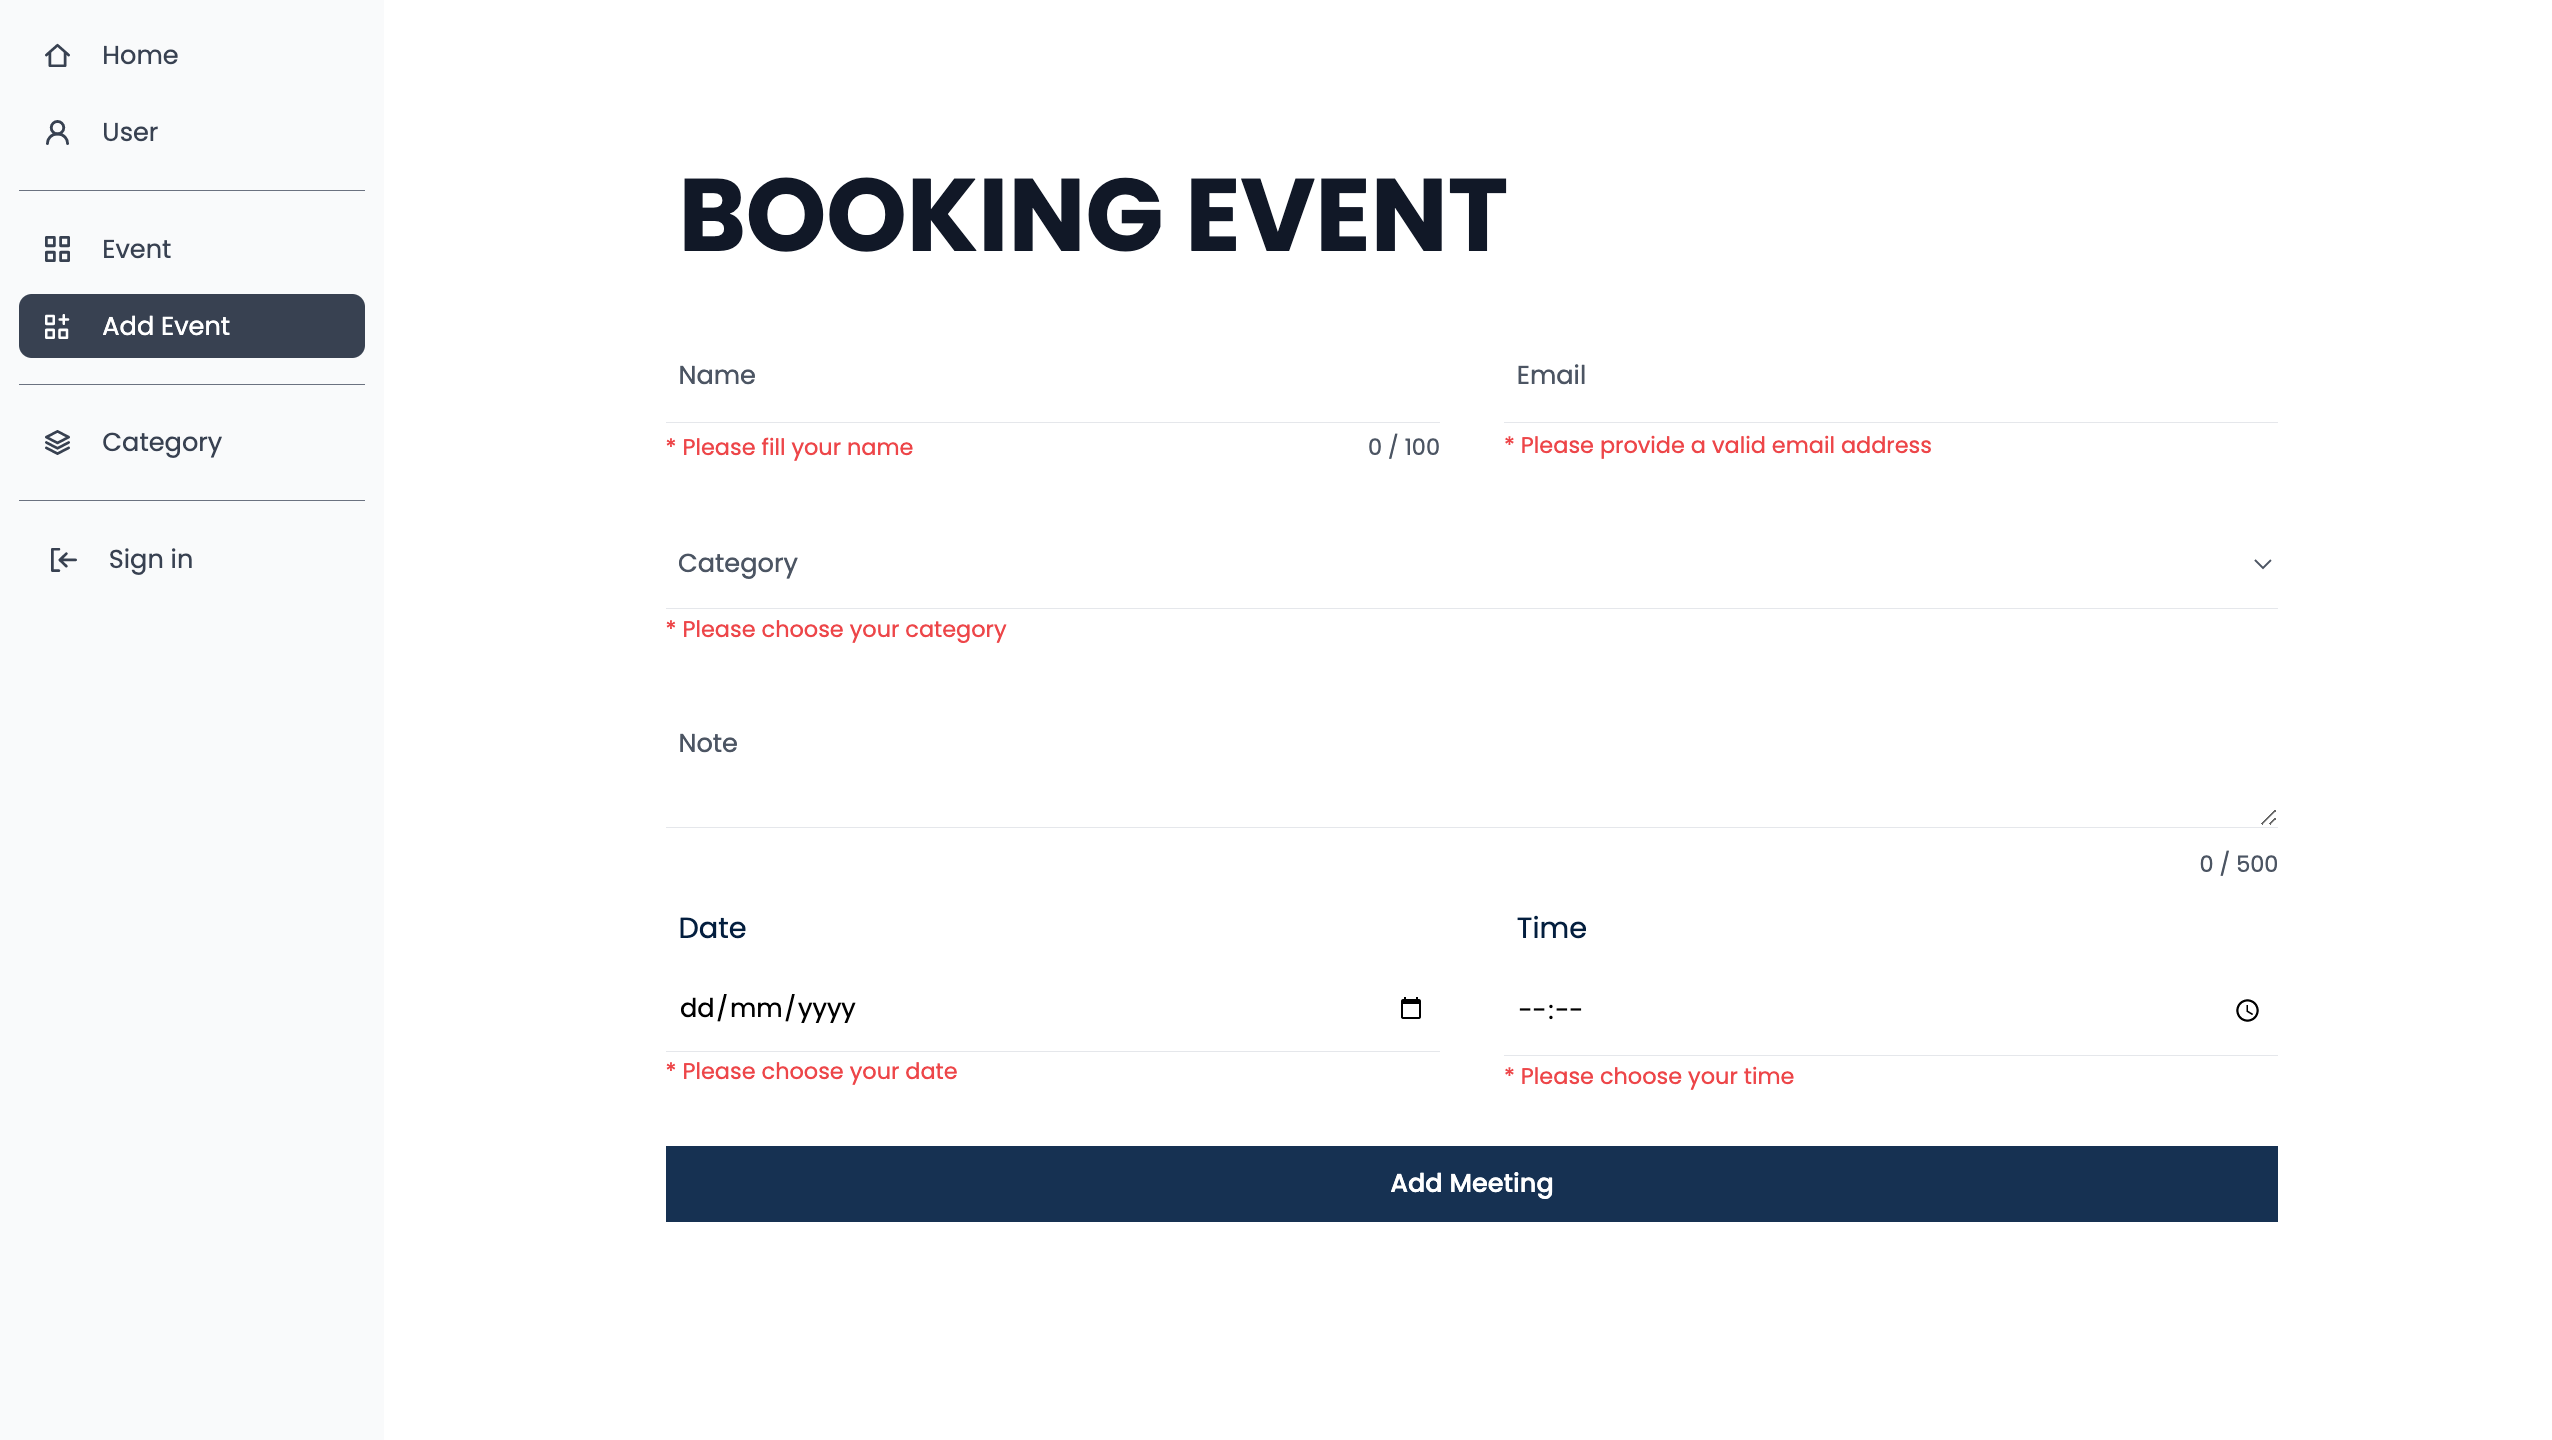 Home
User
Event
Add Event
Category
Sign in
BOOKING EVENT
Name
Email
* Please fill your name
0 / 100
* Please provide a valid email address
Category
* Please choose your category
Note
0 / 500
Date
Time
dd/mm/yyyy
--:--
* Please choose your date
* Please choose your time
Add Meeting